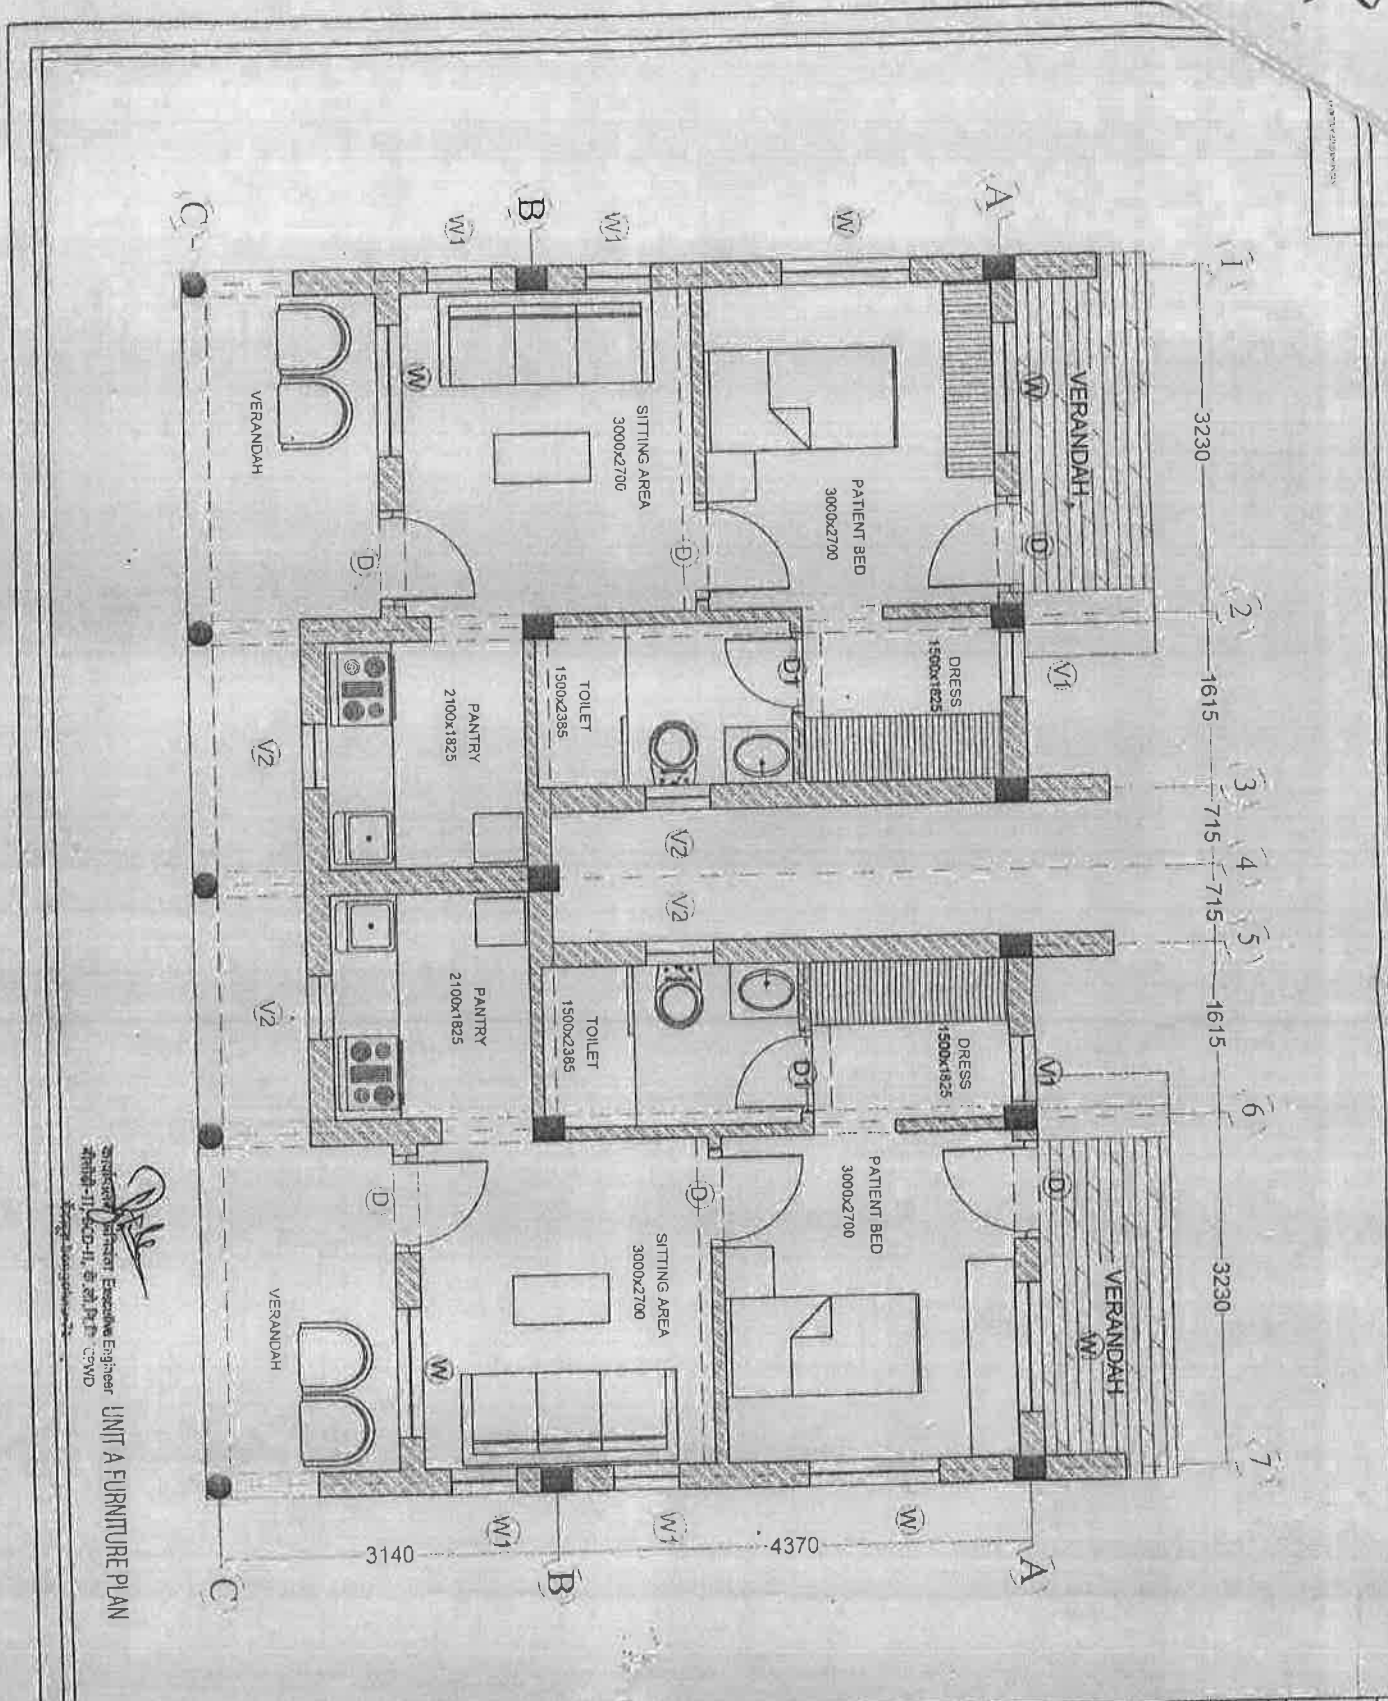 1
2
3
4
5
6
7
3230
1615
715
715
1615
3230
A
VERANDAH
W
D
V1
V1
D
VERANDAH
W
A
W
PATIENT BED
3000x2700
DRESS
1500x1825
DRESS
1500x1825
PATIENT BED
3000x2700
W
4370
D
D1
V2
V2
D1
D
W1
SITTING AREA
3000x2700
TOILET
1500x2385
TOILET
1500x2385
SITTING AREA
3000x2700
W1
B
B
W1
PANTRY
2100x1825
PANTRY
2100x1825
W1
W
D
D
W
3140
VERANDAH
V2
V2
VERANDAH
C
C
Executive Engineer
BCD-II,
CPWD
UNIT A FURNITURE PLAN